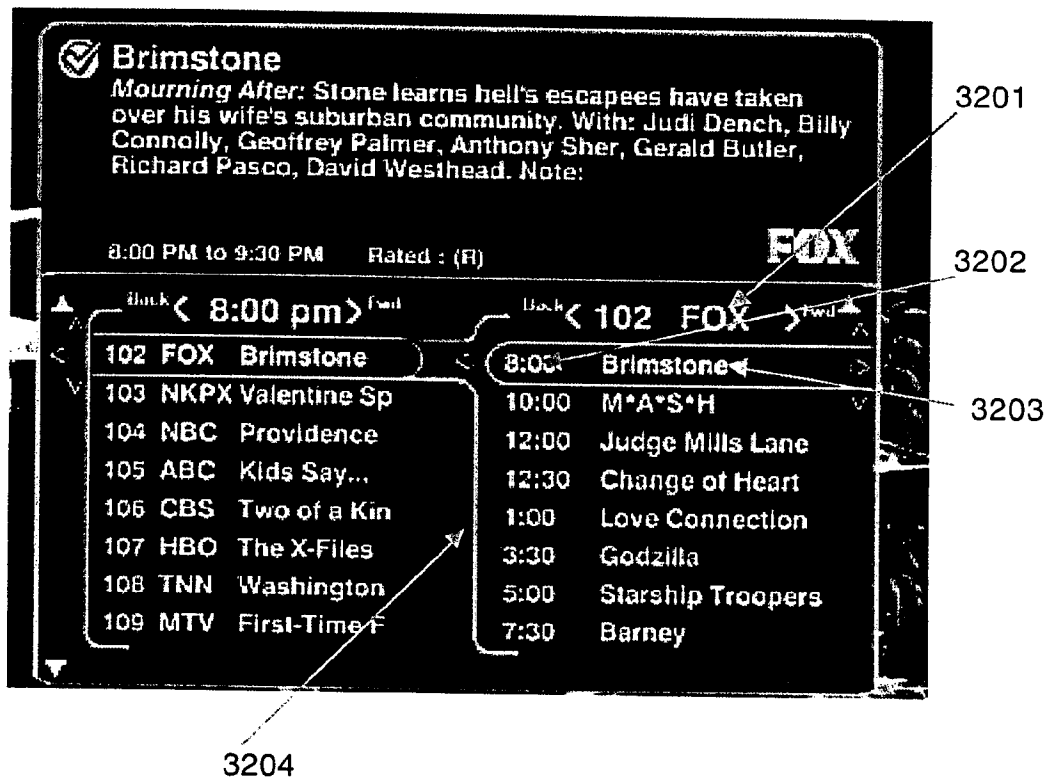 Brimstone
Mourning After: Stone learns hell's escapees have taken
over his wife's suburban community. With: Judi Dench, Billy
Connolly, Geoffrey Palmer, Anthony Sher, Gerald Butler,
Richard Pasco, David Westhead. Note:
8:00 PM to 9:30 PM Rated : (R)
FOX
Back < 8:00 pm > Fwd
102 FOX Brimstone
103 NKPX Valentine Sp
104 NBC Providence
105 ABC Kids Say...
106 CBS Two of a Kin
107 HBO The X-Files
108 TNN Washington
109 MTV First-Time F
Back < 102 FOX > Fwd
8:00 Brimstone
10:00 M*A*S*H
12:00 Judge Mills Lane
12:30 Change of Heart
1:00 Love Connection
3:30 Godzilla
5:00 Starship Troopers
7:30 Barney
3201
3202
3203
3204